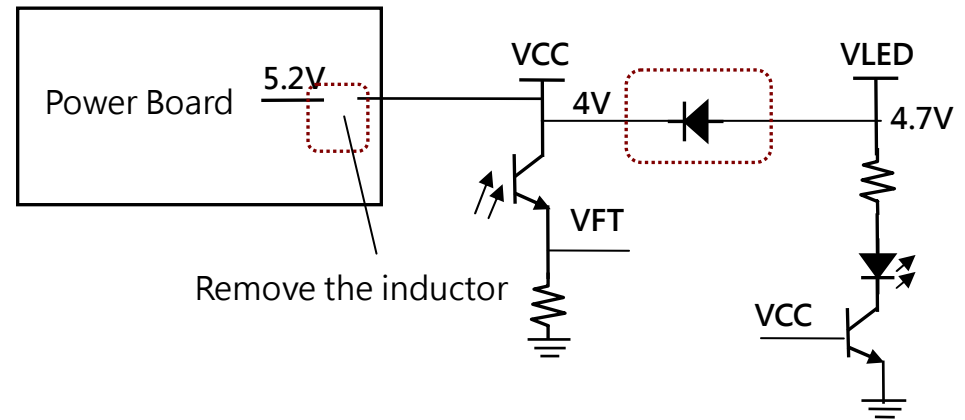 VCC
VLED
5.2V
Power Board
4V
4.7V
VFT
Remove the inductor
VCC